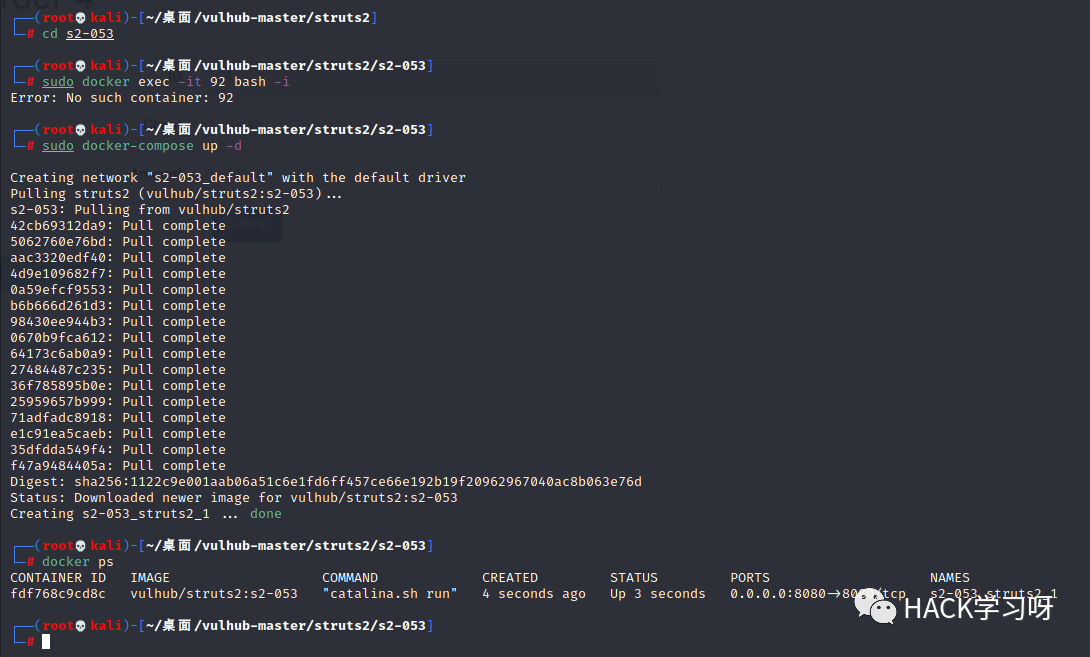 ┌──(root💀kali)-[~/桌面/vulhub-master/struts2]
└─# cd s2-053
┌──(root💀kali)-[~/桌面/vulhub-master/struts2/s2-053]
└─# sudo docker exec -it 92 bash -i
Error: No such container: 92
┌──(root💀kali)-[~/桌面/vulhub-master/struts2/s2-053]
└─# sudo docker-compose up -d
Creating network "s2-053_default" with the default driver
Pulling struts2 (vulhub/struts2:s2-053)...
s2-053: Pulling from vulhub/struts2
42cb69312da9: Pull complete
5062760e76bd: Pull complete
aac3320edf40: Pull complete
4d9e109682f7: Pull complete
0a59efcf9553: Pull complete
b6b666d261d3: Pull complete
98430ee944b3: Pull complete
0670b9fca612: Pull complete
64173c6ab0a9: Pull complete
27484487c235: Pull complete
36f785895b0e: Pull complete
25959657b999: Pull complete
71adfadc8918: Pull complete
e1c91ea5caeb: Pull complete
35dfdda549f4: Pull complete
f47a9484405a: Pull complete
Digest: sha256:1122c9e001aab06a51c6e1fd6ff457ce66e192b19f20962967040ac8b063e76d
Status: Downloaded newer image for vulhub/struts2:s2-053
Creating s2-053_struts2_1 ... done
┌──(root💀kali)-[~/桌面/vulhub-master/struts2/s2-053]
└─# docker ps
CONTAINER ID IMAGE COMMAND CREATED STATUS PORTS NAMES
fdf768c9cd8c vulhub/struts2:s2-053 "catalina.sh run" 4 seconds ago Up 3 seconds 0.0.0.0:8080->8080/tcp s2-053_struts2_1
HACK学习呀
┌──(root💀kali)-[~/桌面/vulhub-master/struts2/s2-053]
└─#